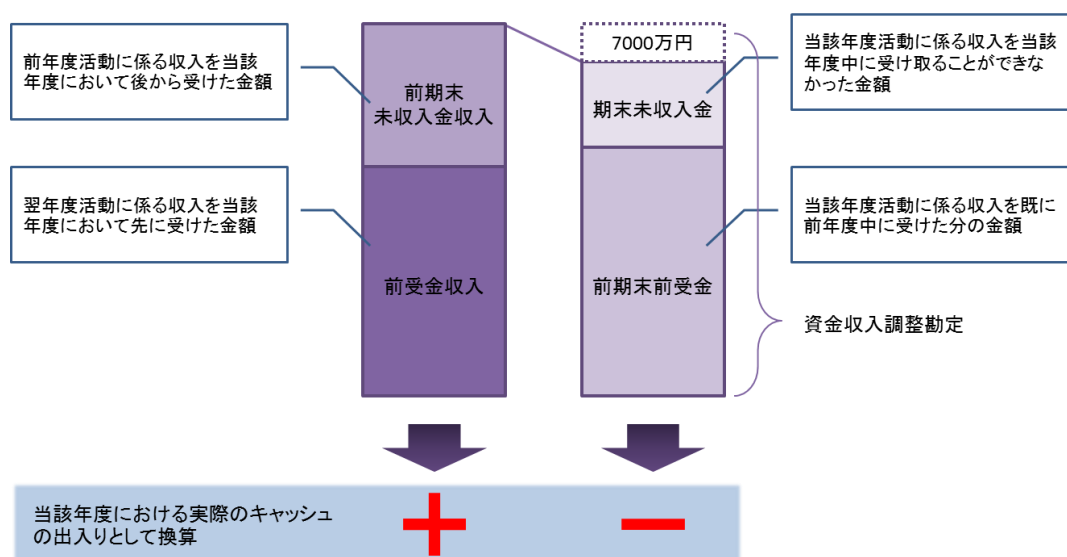 前年度活動に係る収入を当該
年度において後から受けた金額
翌年度活動に係る収入を当該
年度において先に受けた金額
前期末
未収入金収入
前受金収入
7000万円
期末未収入金
前期末前受金
当該年度活動に係る収入を当該
年度中に受け取ることができな
かった金額
当該年度活動に係る収入を既に
前年度中に受けた分の金額
資金収入調整勘定
当該年度における実際のキャッシュ
の出入りとして換算
＋
－